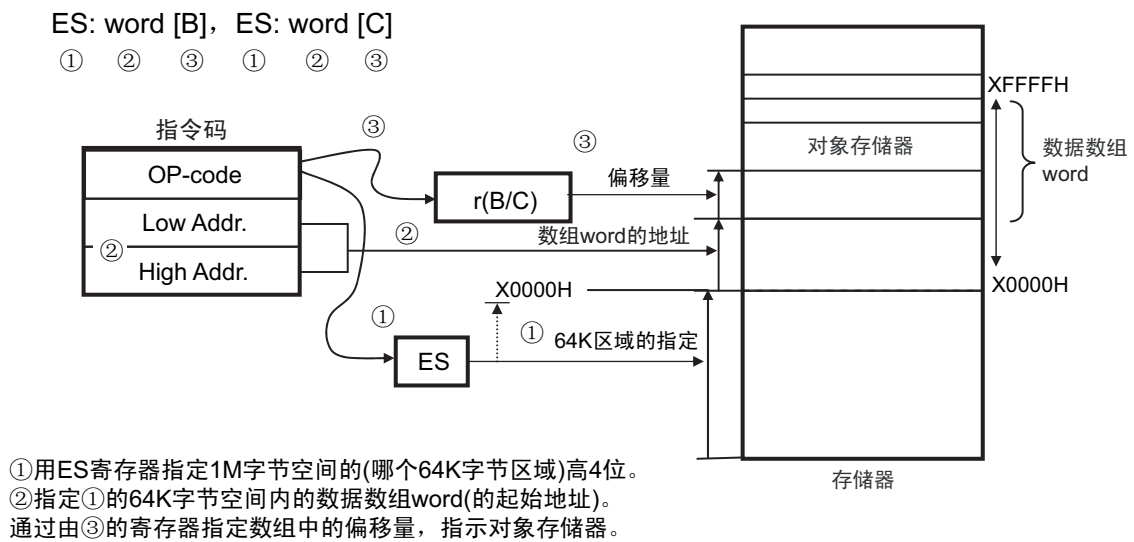 ES: word [B]，ES: word [C]
① ② ③ ① ② ③
XFFFFH
指令码
③
③
OP-code
对象存储器
数据数组
word
偏移量
r(B/C)
Low Addr.
②
数组word的地址
②
High Addr.
X0000H
X0000H
①
①
64K区域的指定
ES
存储器
①用ES寄存器指定1M字节空间的(哪个64K字节区域)高4位。
②指定①的64K字节空间内的数据数组word(的起始地址)。
通过由③的寄存器指定数组中的偏移量，指示对象存储器。